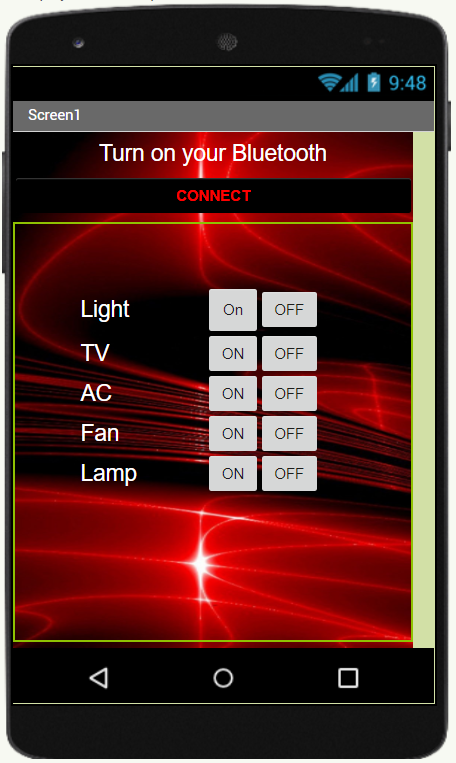 9:48
Screen1
Turn on your Bluetooth
CONNECT
Light On OFF
TV ON OFF
AC ON OFF
Fan ON OFF
Lamp ON OFF